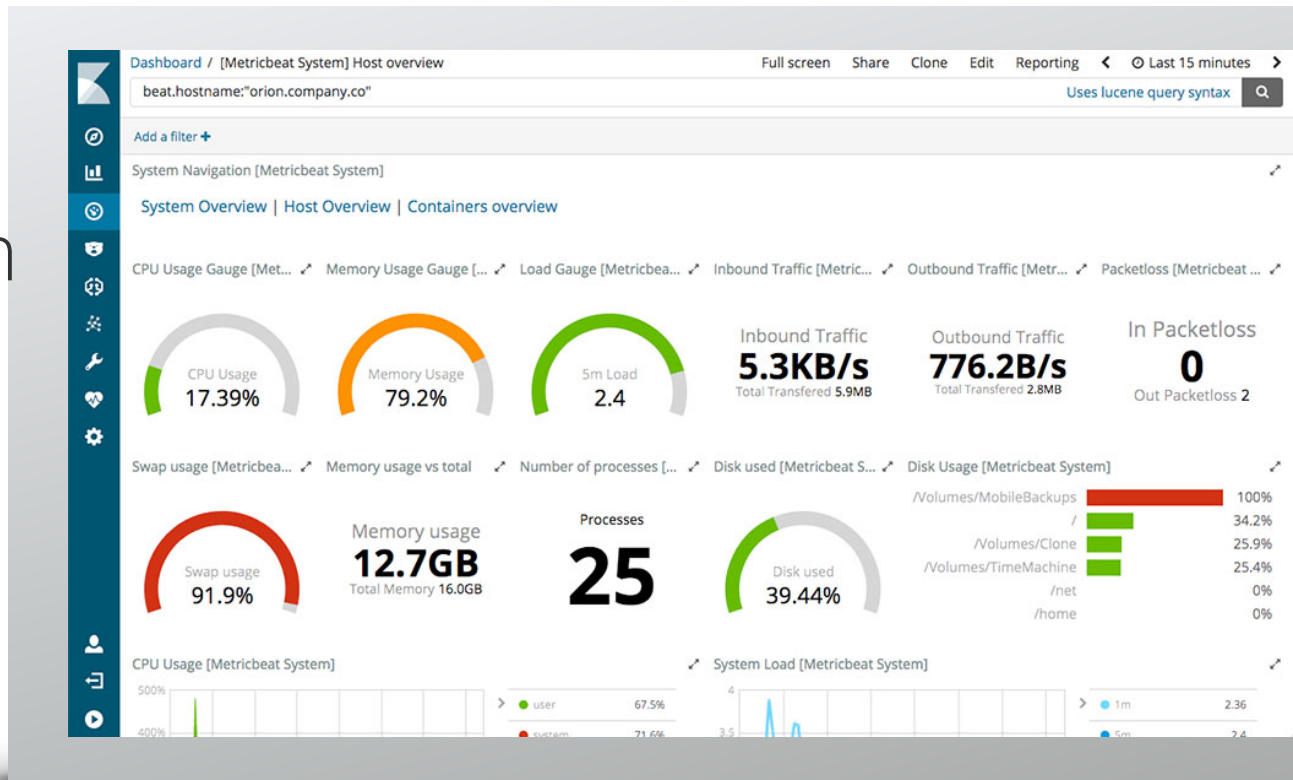 Dashboard / [Metricbeat System] Host overview Full screen Share Clone Edit Reporting Last 15 minutes
beat.hostname:"orion.company.co" Uses lucene query syntax
Add a filter +
System Navigation [Metricbeat System]
System Overview | Host Overview | Containers overview
CPU Usage Gauge [Met... Memory Usage Gauge [... Load Gauge [Metricbea... Inbound Traffic [Metric... Outbound Traffic [Metr... Packetloss [Metricbeat ...
CPU Usage
17.39%
Memory Usage
79.2%
5m Load
2.4
Inbound Traffic
5.3KB/s
Total Transfered 5.9MB
Outbound Traffic
776.2B/s
Total Transfered 2.8MB
In Packetloss
0
Out Packetloss 2
Swap usage [Metricbea... Memory usage vs total Number of processes [... Disk used [Metricbeat S... Disk Usage [Metricbeat System]
Swap usage
91.9%
Memory usage
12.7GB
Total Memory 16.0GB
Processes
25
Disk used
39.44%
/Volumes/MobileBackups 100%
/ 34.2%
/Volumes/Clone 25.9%
/Volumes/TimeMachine 25.4%
/net 0%
/home 0%
CPU Usage [Metricbeat System] System Load [Metricbeat System]
500%
400%
user 67.5%
system 71.6%
4
3.5
1m 2.36
5m 2.4